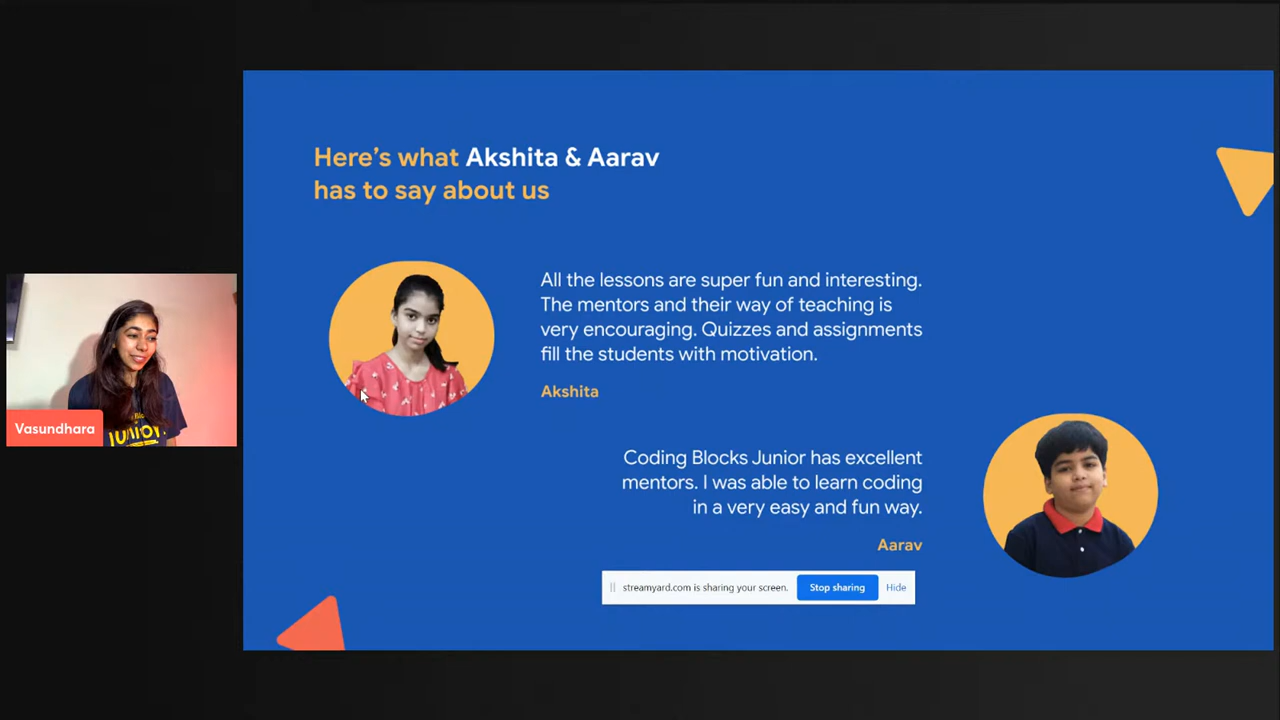 Here’s what Akshita & Aarav
has to say about us
All the lessons are super fun and interesting.
The mentors and their way of teaching is
very encouraging. Quizzes and assignments
fill the students with motivation.
Akshita
Vasundhara
Coding Blocks Junior has excellent
mentors. I was able to learn coding
in a very easy and fun way.
Aarav
streamyard.com is sharing your screen.
Stop sharing
Hide